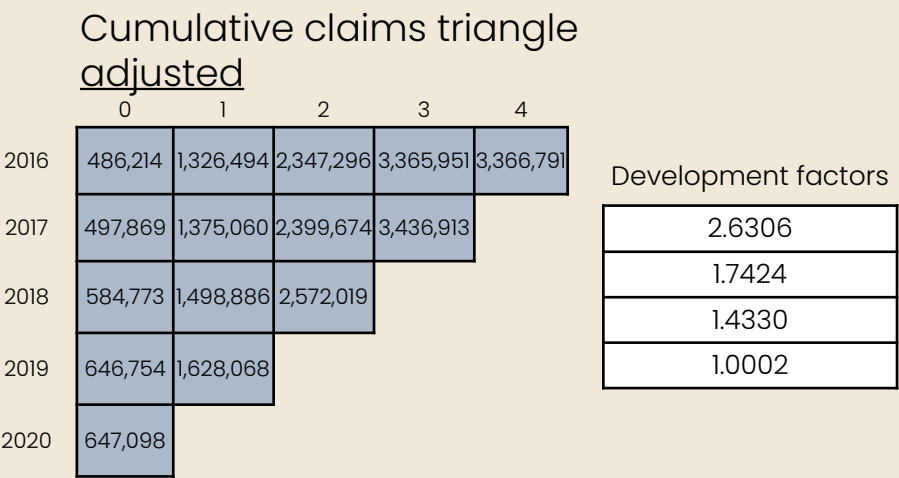 Cumulative claims triangle
adjusted
0 1 2 3 4
2016 486,214 1,326,494 2,347,296 3,365,951 3,366,791
Development factors
2017 497,869 1,375,060 2,399,674 3,436,913
2.6306
1.7424
2018 584,773 1,498,886 2,572,019
1.4330
2019 646,754 1,628,068
1.0002
2020 647,098